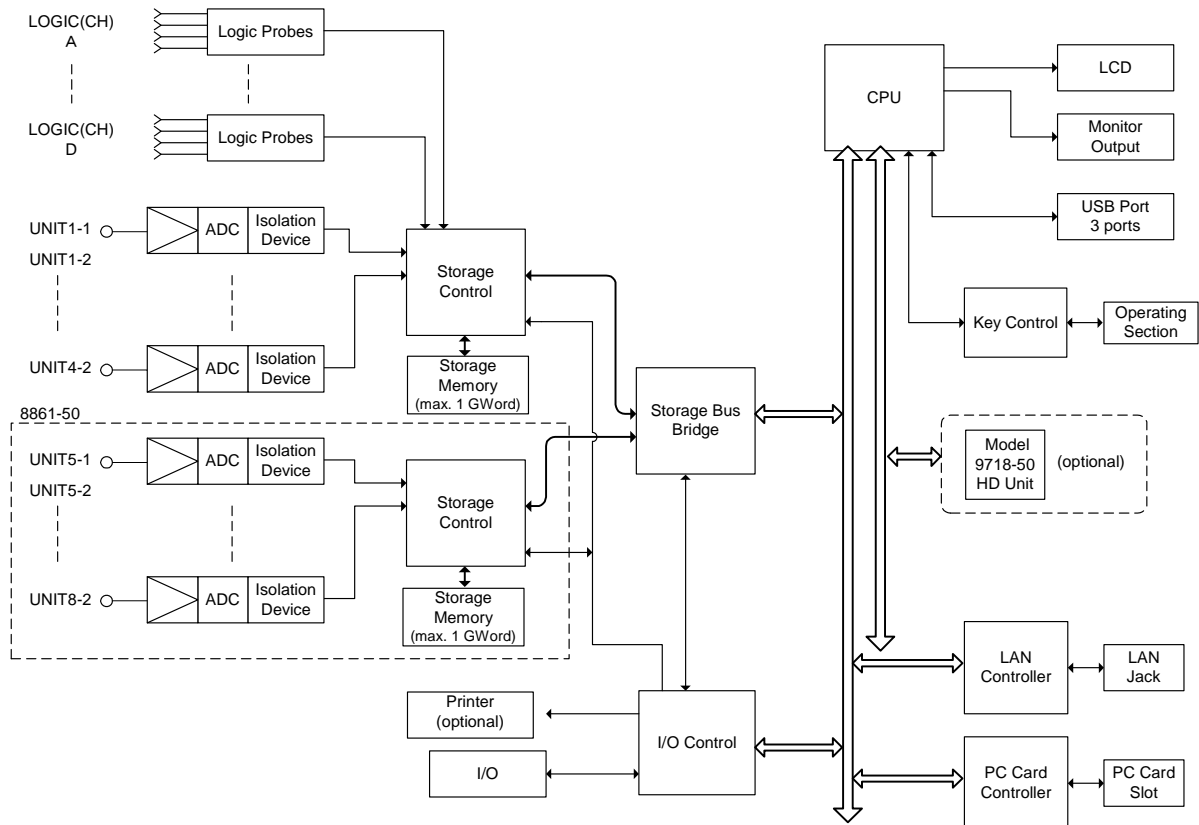 LOGIC(CH)
A
Logic Probes
LOGIC(CH)
D
Logic Probes
UNIT1-1
UNIT1-2
ADC
Isolation
Device
UNIT4-2
ADC
Isolation
Device
Storage
Control
Storage
Memory
(max. 1 GWord)
8861-50
UNIT5-1
UNIT5-2
ADC
Isolation
Device
UNIT8-2
ADC
Isolation
Device
Storage
Control
Storage
Memory
(max. 1 GWord)
Storage Bus
Bridge
Printer
(optional)
I/O
I/O Control
CPU
LCD
Monitor
Output
USB Port
3 ports
Key Control
Operating
Section
Model
9718-50
HD Unit
(optional)
LAN
Controller
LAN
Jack
PC Card
Controller
PC Card
Slot